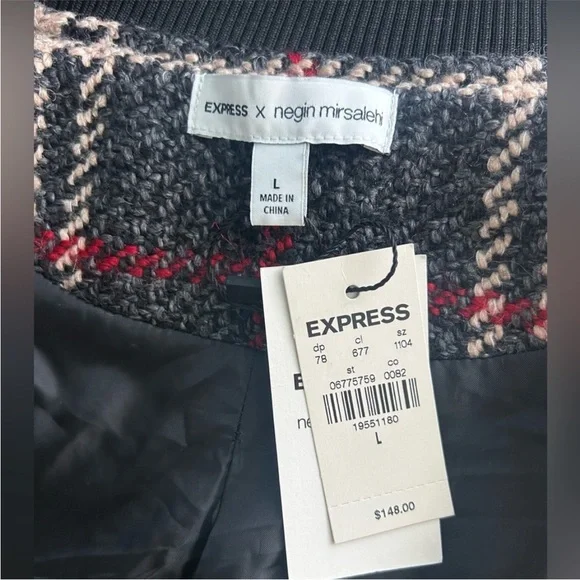 EXPRESS X negin mirsalehi
L
MADE IN
CHINA
EXPRESS
dp cl sz
78 677 1104
st co
06775759 0082
19551180
L
$148.00
E
ne